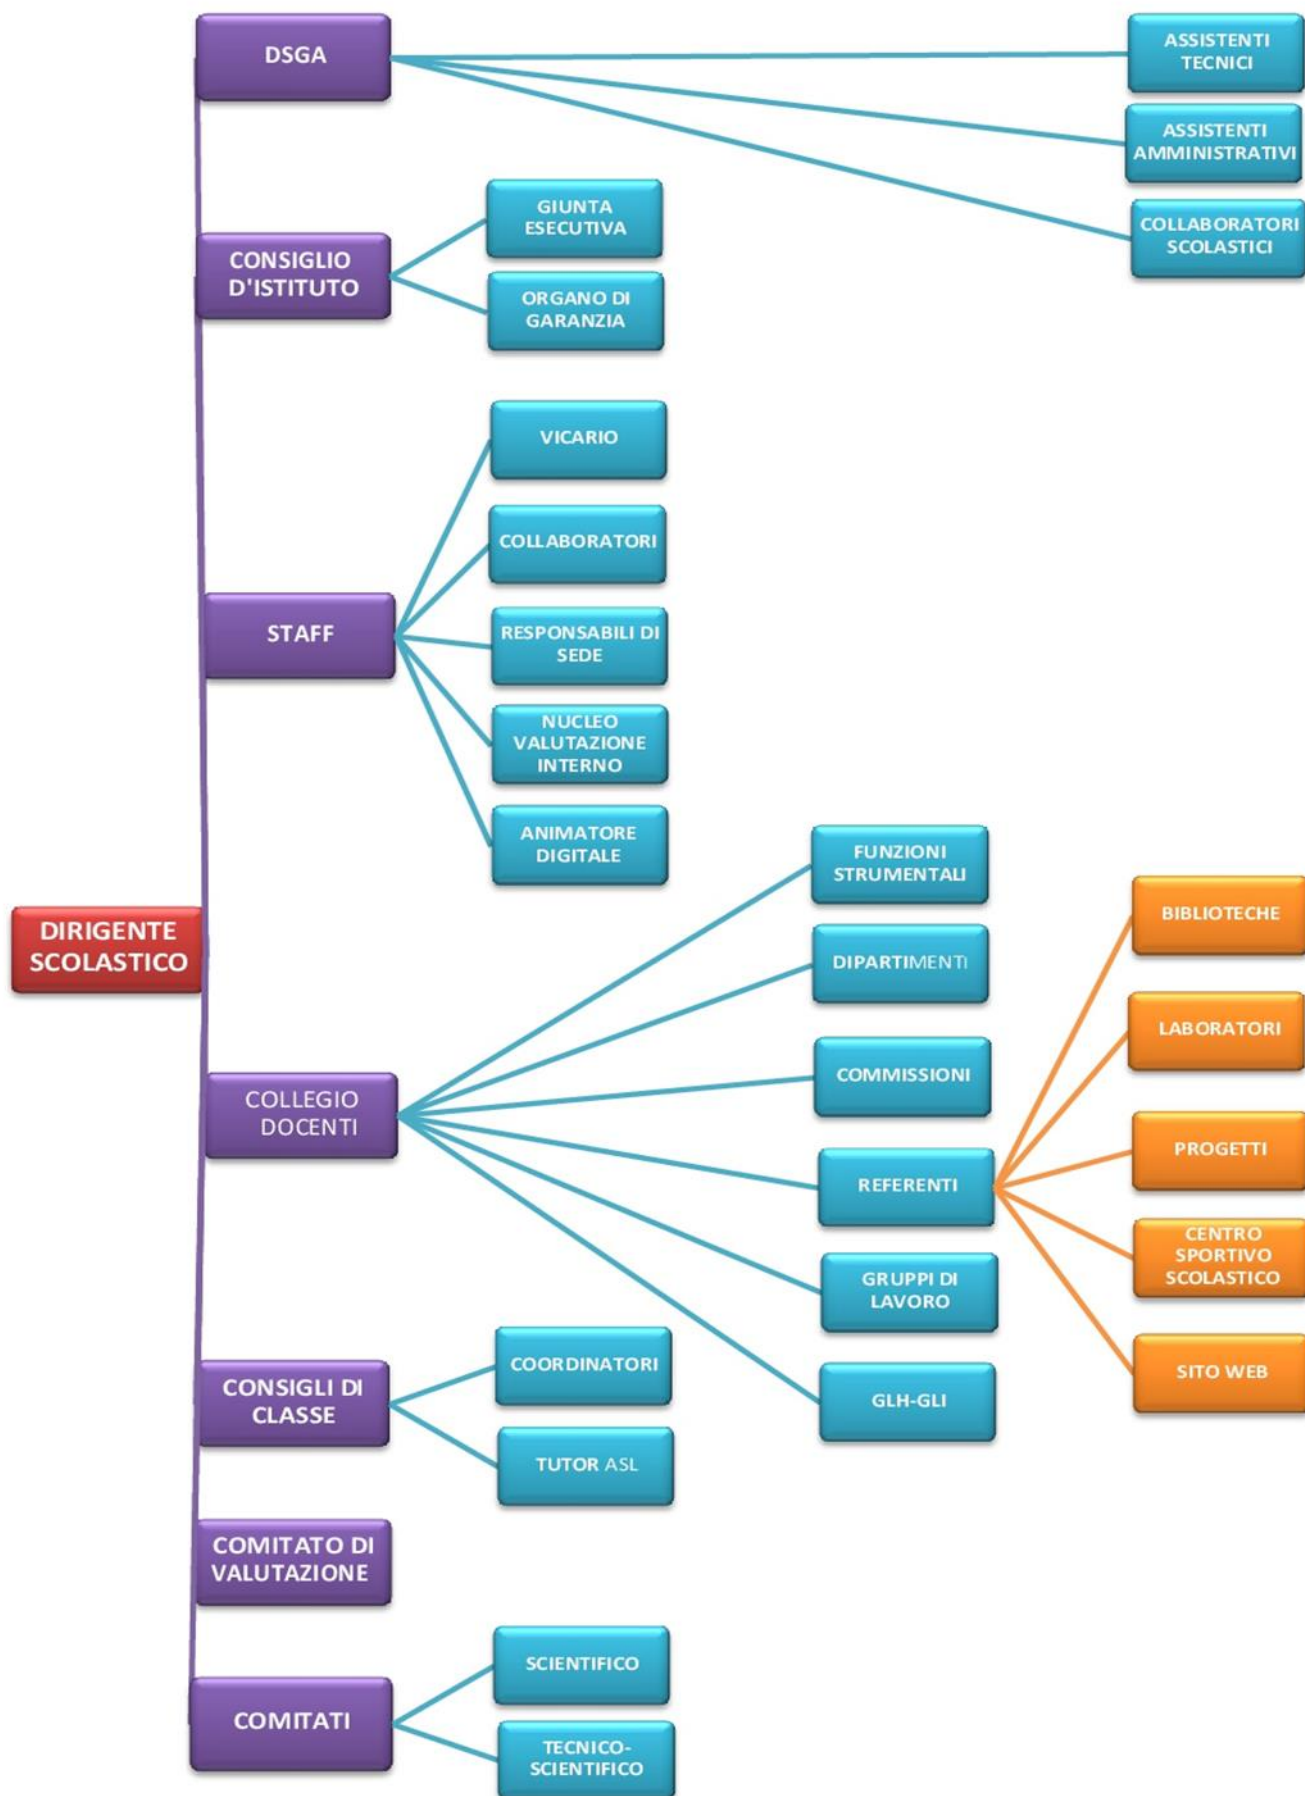 DSGA
ASSISTENTI
TECNICI
ASSISTENTI
AMMINISTRATIVI
COLLABORATORI
SCOLASTICI
CONSIGLIO
D'ISTITUTO
GIUNTA
ESECUTIVA
ORGANO DI
GARANZIA
STAFF
VICARIO
COLLABORATORI
RESPONSABILI DI
SEDE
NUCLEO
VALUTAZIONE
INTERNO
ANIMATORE
DIGITALE
DIRIGENTE
SCOLASTICO
COLLEGIO
DOCENTI
FUNZIONI
STRUMENTALI
DIPARTIMENTI
COMMISSIONI
REFERENTI
GRUPPI DI
LAVORO
GLH-GLI
BIBLIOTECHE
LABORATORI
PROGETTI
CENTRO
SPORTIVO
SCOLASTICO
SITO WEB
CONSIGLI DI
CLASSE
COORDINATORI
TUTOR ASL
COMITATO DI
VALUTAZIONE
COMITATI
SCIENTIFICO
TECNICO-
SCIENTIFICO